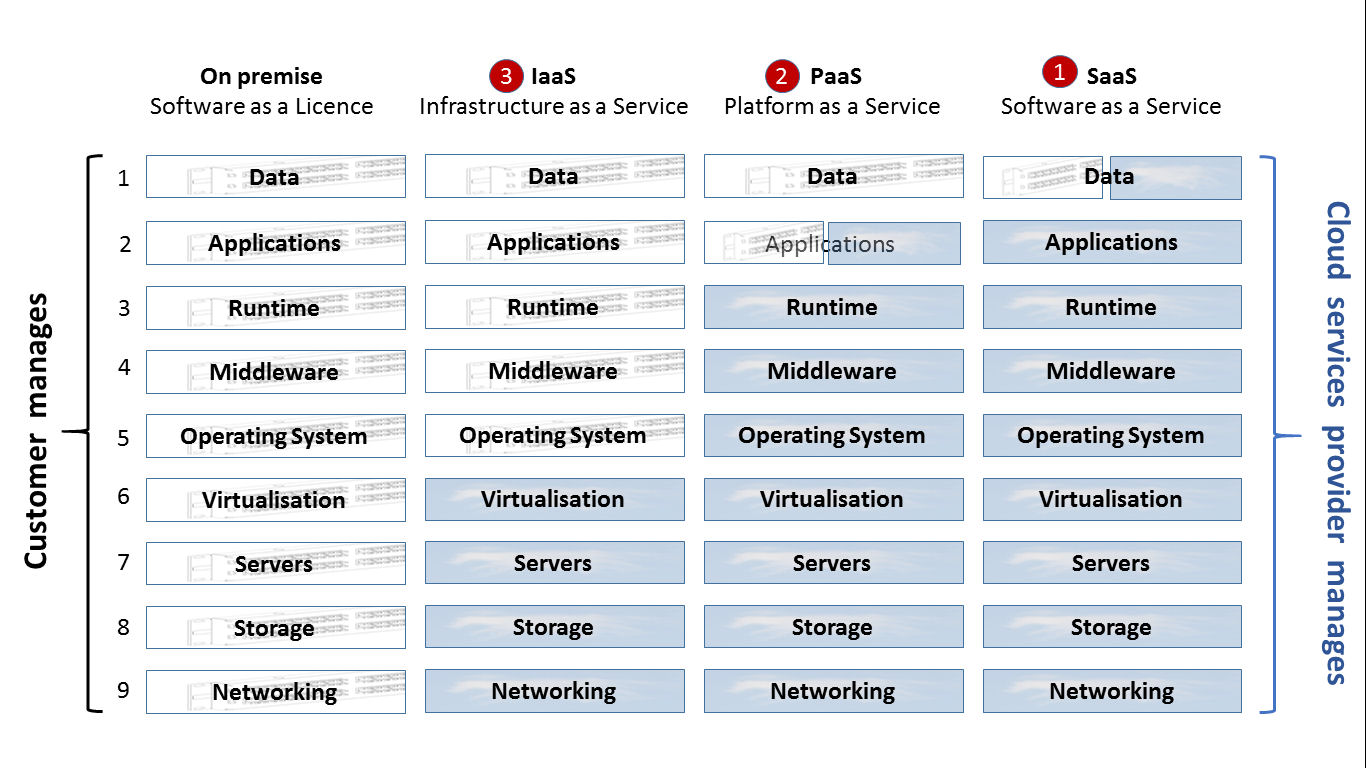 On premise
Software as a Licence
3 IaaS
Infrastructure as a Service
2 PaaS
Platform as a Service
1 SaaS
Software as a Service
Customer manages
1 Data Data Data Data
2 Applications Applications Applications Applications
3 Runtime Runtime Runtime Runtime
4 Middleware Middleware Middleware Middleware
5 Operating System Operating System Operating System Operating System
6 Virtualisation Virtualisation Virtualisation Virtualisation
7 Servers Servers Servers Servers
8 Storage Storage Storage Storage
9 Networking Networking Networking Networking
Cloud services provider manages